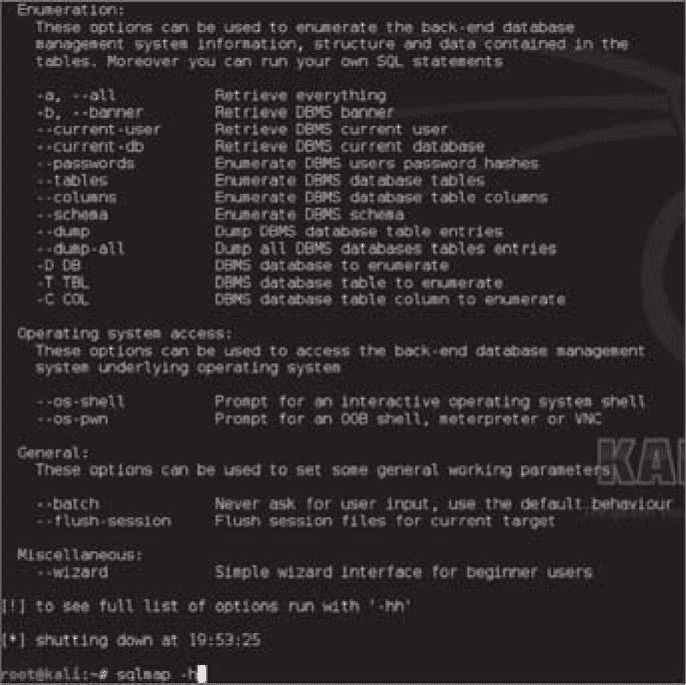 Enumeration:
These options can be used to enumerate the back-end database
management system information, structure and data contained in the
tables. Moreover you can run your own SQL statements
-a, --all Retrieve everything
-b, --banner Retrieve DBMS banner
--current-user Retrieve DBMS current user
--current-db Retrieve DBMS current database
--passwords Enumerate DBMS users password hashes
--tables Enumerate DBMS database tables
--columns Enumerate DBMS database table columns
--schema Enumerate DBMS schema
--dump Dump DBMS database table entries
--dump-all Dump all DBMS databases tables entries
-D DB DBMS database to enumerate
-T TBL DBMS database table to enumerate
-C COL DBMS database table column to enumerate
Operating system access:
These options can be used to access the back-end database management
system underlying operating system
--os-shell Prompt for an interactive operating system shell
--os-pwn Prompt for an OOB shell, meterpreter or VNC
General:
These options can be used to set some general working parameters
--batch Never ask for user input, use the default behaviour
--flush-session Flush session files for current target
Miscellaneous:
--wizard Simple wizard interface for beginner users
[!] to see full list of options run with '-hh'
[*] shutting down at 19:53:25
root@kali:~# sqlmap -h
KA